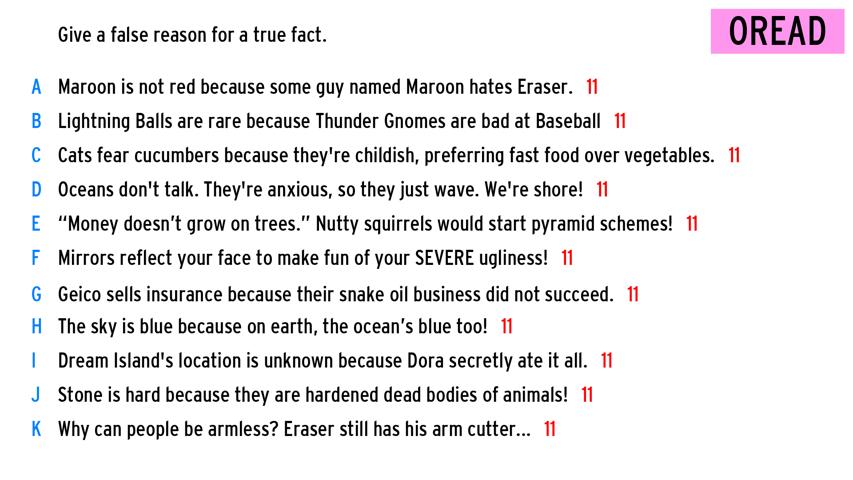 Give a false reason for a true fact.
OREAD
A Maroon is not red because some guy named Maroon hates Eraser. 11
B Lightning Balls are rare because Thunder Gnomes are bad at Baseball 11
C Cats fear cucumbers because they're childish, preferring fast food over vegetables. 11
D Oceans don't talk. They're anxious, so they just wave. We're shore! 11
E “Money doesn’t grow on trees.” Nutty squirrels would start pyramid schemes! 11
F Mirrors reflect your face to make fun of your SEVERE ugliness! 11
G Geico sells insurance because their snake oil business did not succeed. 11
H The sky is blue because on earth, the ocean’s blue too! 11
I Dream Island's location is unknown because Dora secretly ate it all. 11
J Stone is hard because they are hardened dead bodies of animals! 11
K Why can people be armless? Eraser still has his arm cutter... 11